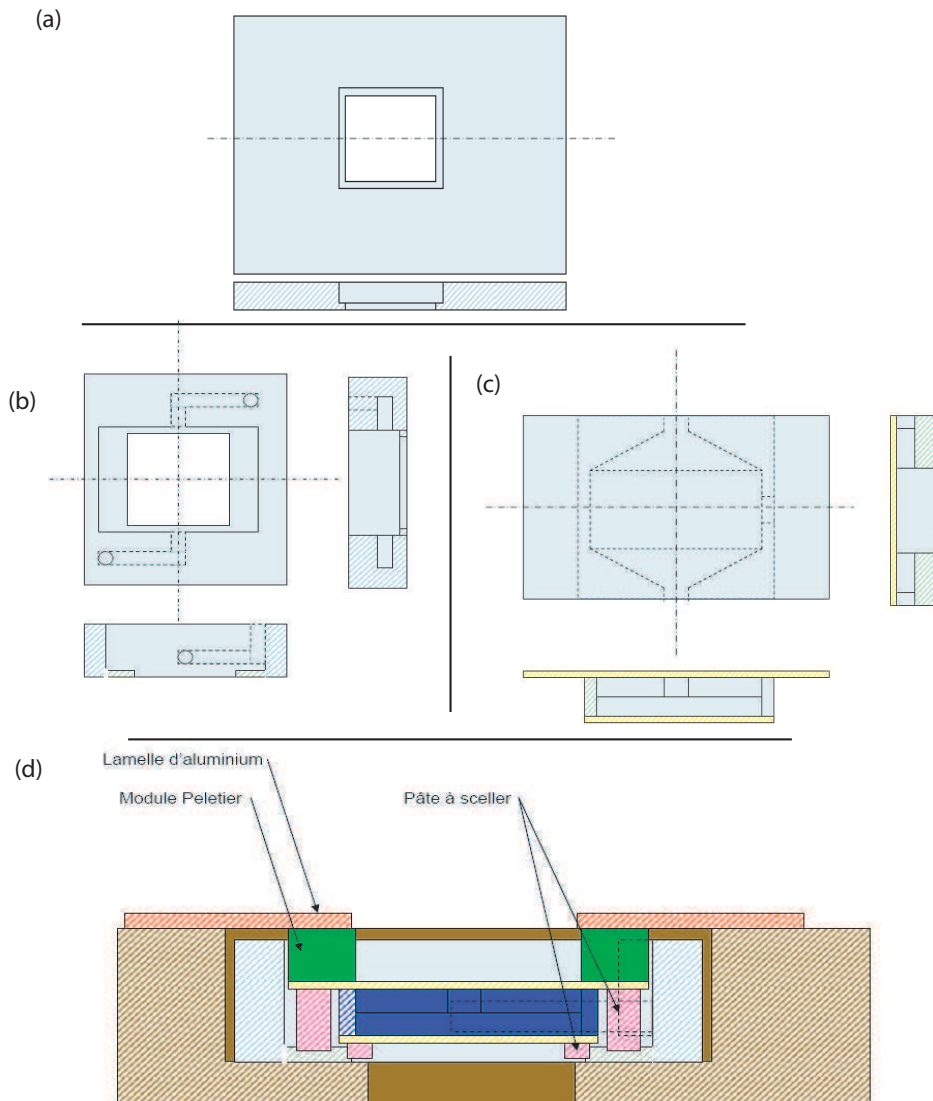 (a)
(b)
(c)
(d)
Lamelle d'aluminium
Module Peletier
Pâte à sceller